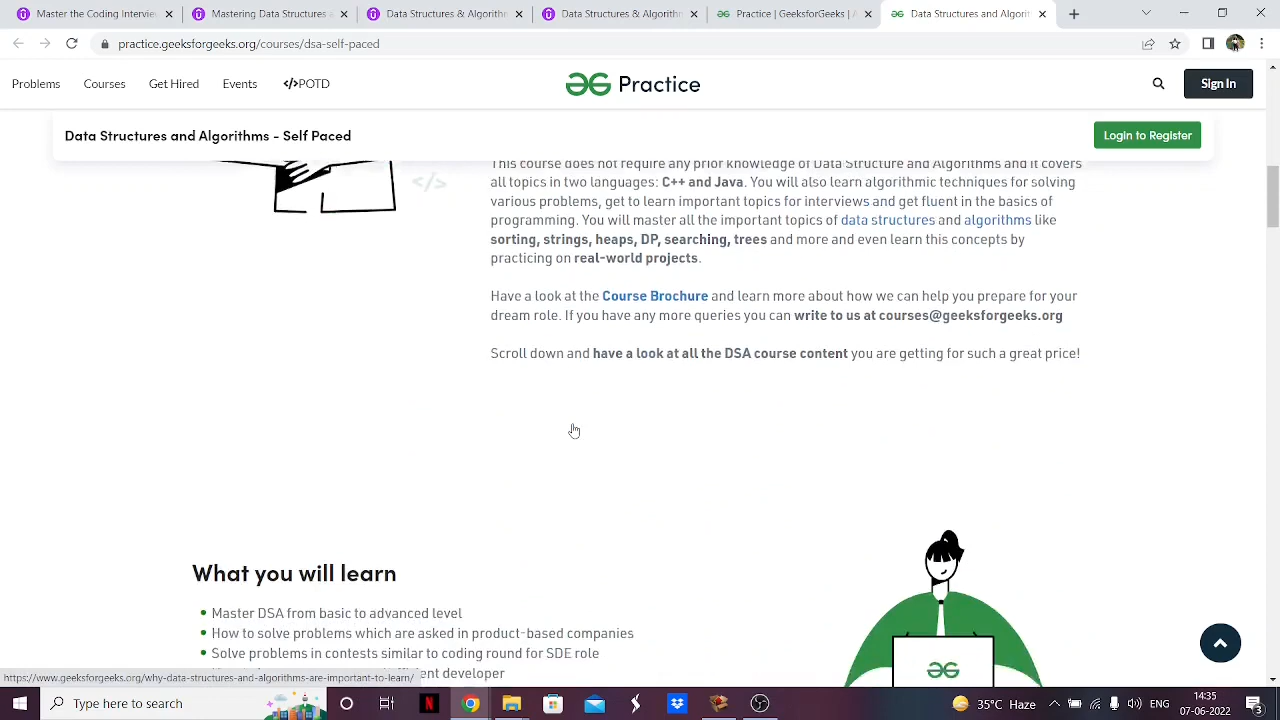 Master the Coding Interview
Mastering Data Structures &
Data Structures & Algorithm
Data Structures & Algorithm
Practice | GeeksforGeeks | A
Data Structures and Algorit
practice.geeksforgeeks.org/courses/dsa-self-paced
Problems Courses Get Hired Events </>POTD Practice Sign In
Data Structures and Algorithms - Self Paced Login to Register
This course does not require any prior knowledge of Data Structure and Algorithms and it covers
</> all topics in two languages: C++ and Java. You will also learn algorithmic techniques for solving
various problems, get to learn important topics for interviews and get fluent in the basics of
programming. You will master all the important topics of data structures and algorithms like
sorting, strings, heaps, DP, searching, trees and more and even learn this concepts by
practicing on real-world projects.
Have a look at the Course Brochure and learn more about how we can help you prepare for your
dream role. If you have any more queries you can write to us at courses@geeksforgeeks.org
Scroll down and have a look at all the DSA course content you are getting for such a great price!
What you will learn
Master DSA from basic to advanced level
How to solve problems which are asked in product-based companies
Solve problems in contests similar to coding round for SDE role
ent developer
https://www.geeksforgeeks.org/why-data-structures-and-algorithms-are-important-to-learn/
Type here to search
35°C Haze
ENG
14:35
07-06-2022
3